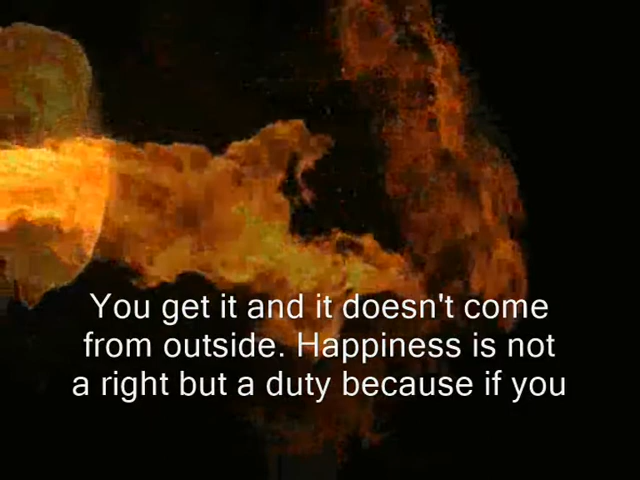 You get it and it doesn't come
from outside. Happiness is not
a right but a duty because if you